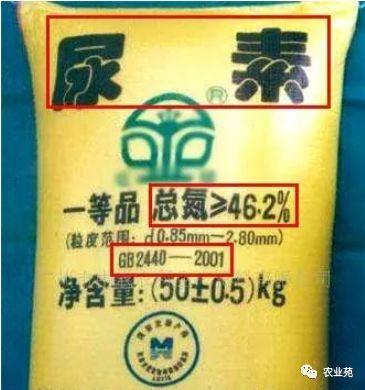 尿素
®
一等品 总氮≥46.2%
(粒度范围: d0.85mm~2.80mm)
GB2440—2001
净含量:(50±0.5)kg
农业苑